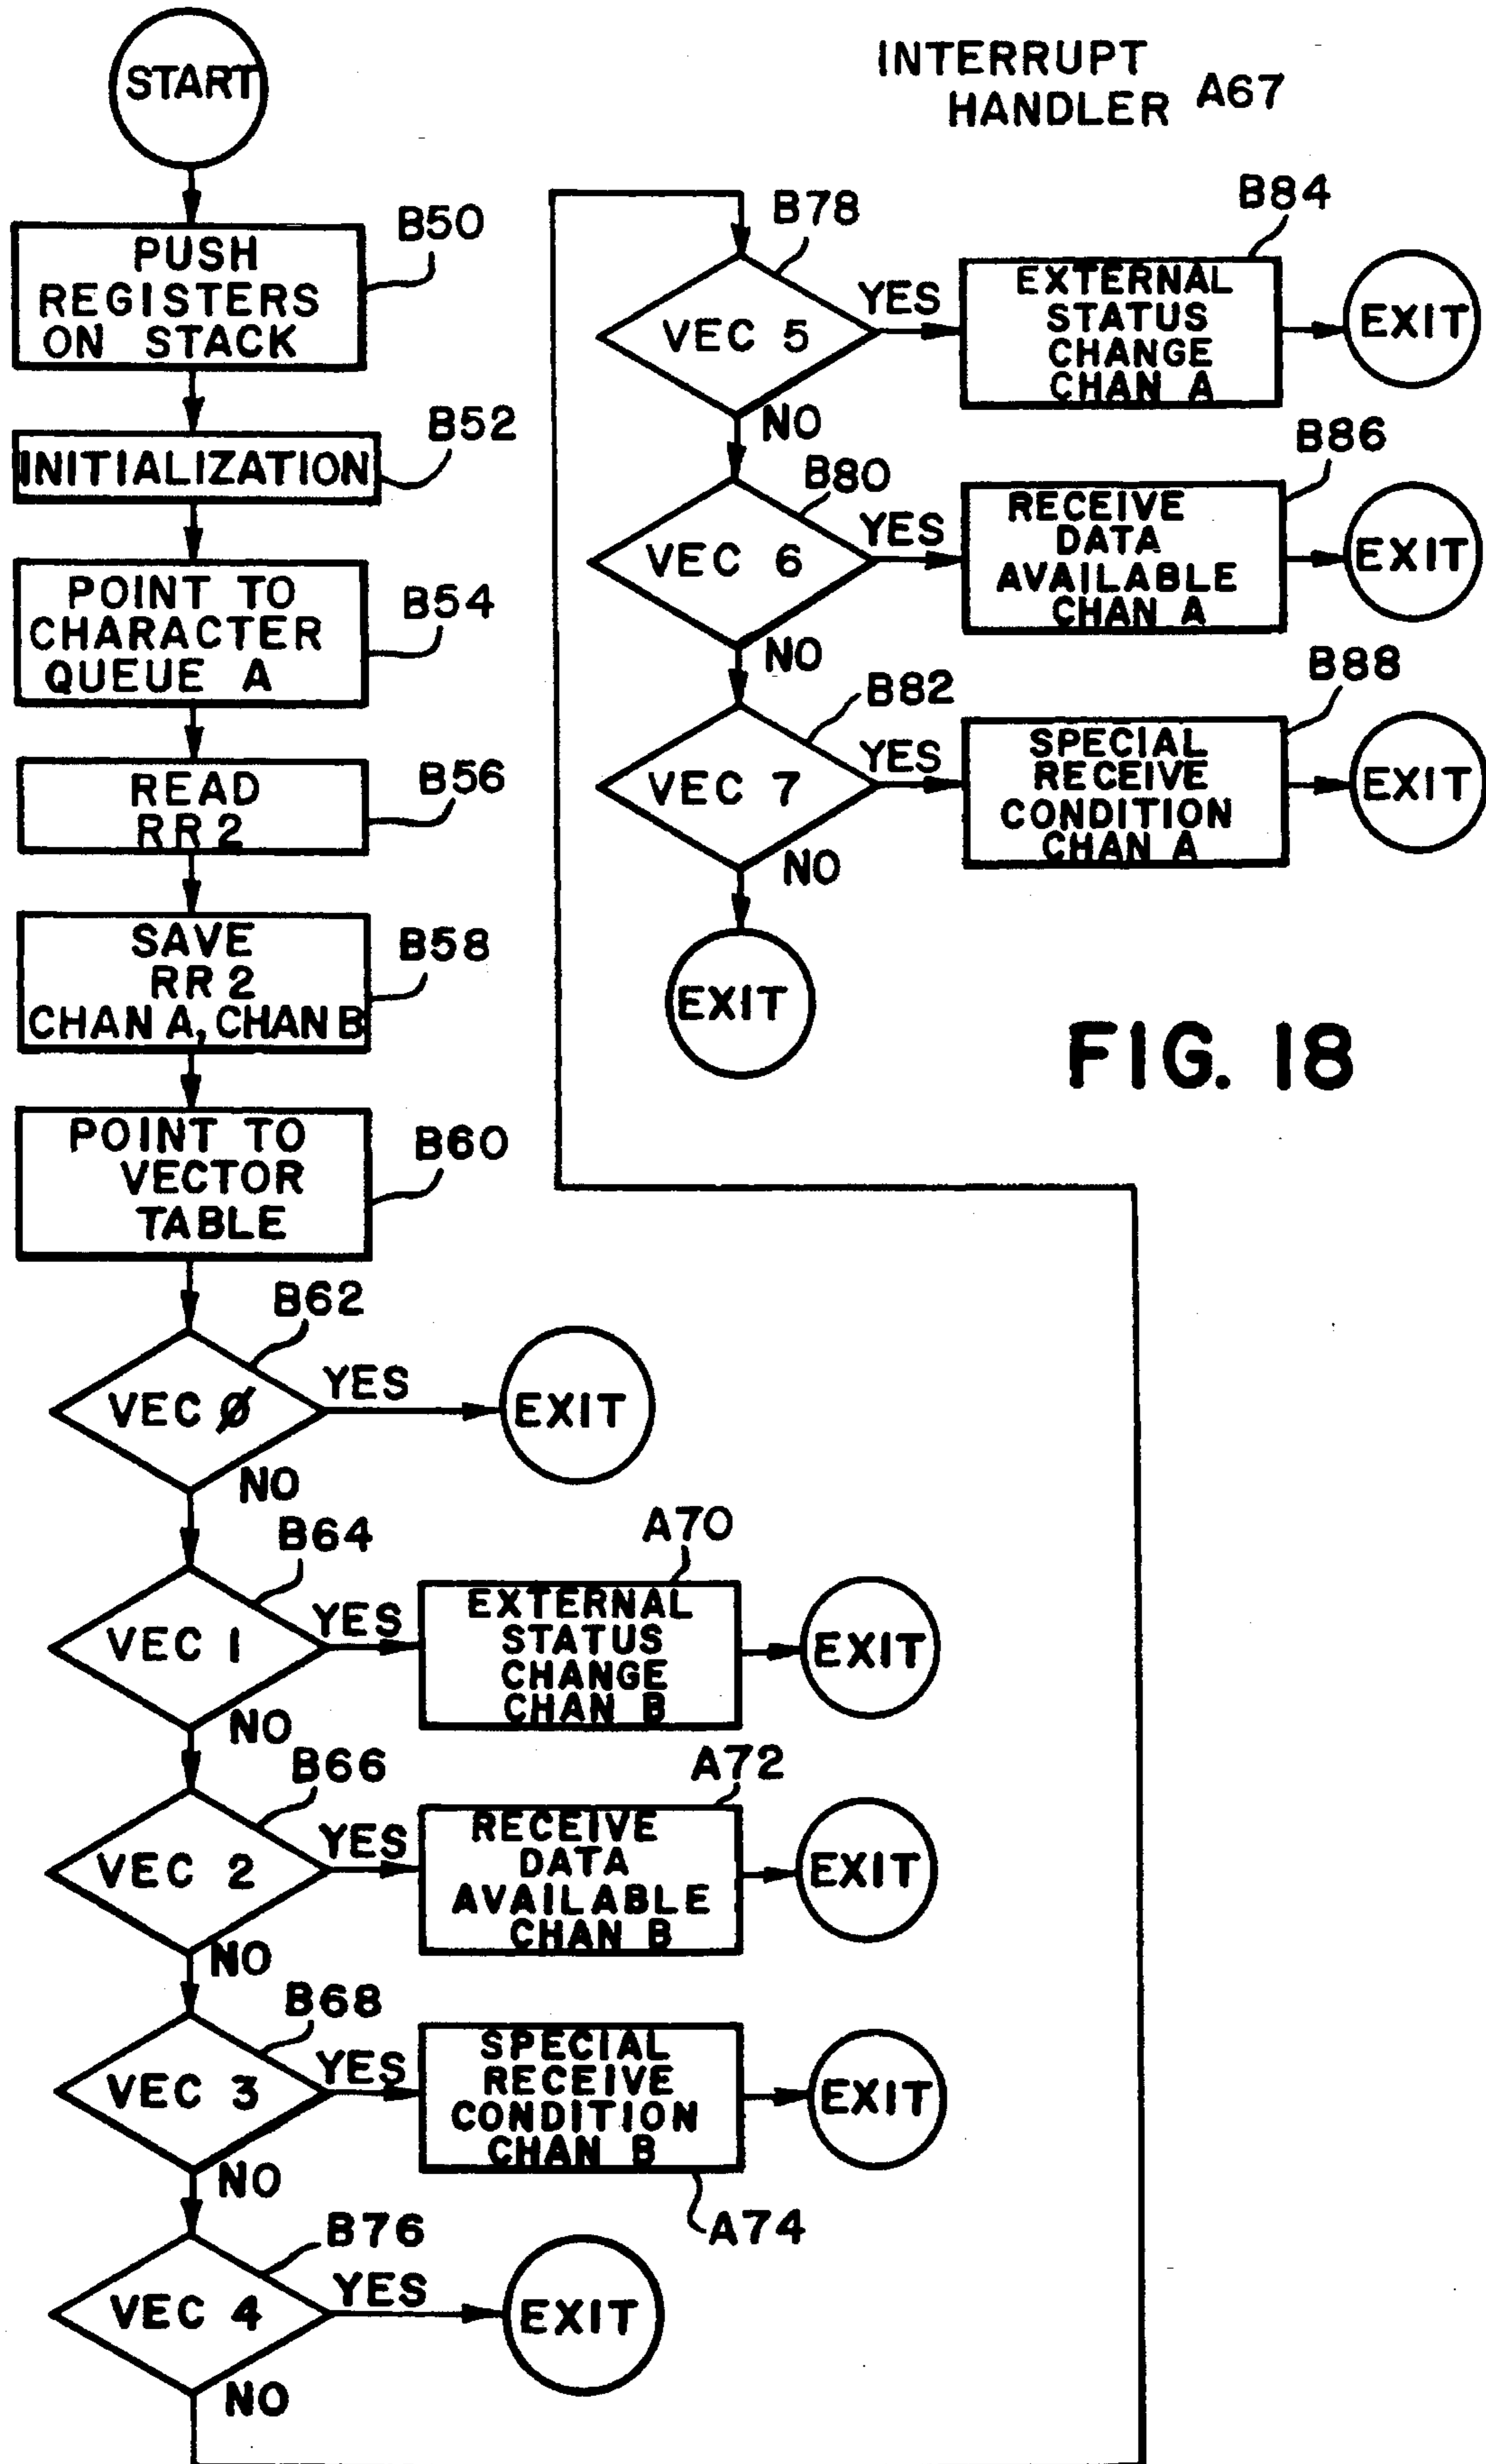 INTERRUPT
HANDLER A67
START
PUSH
REGISTERS
ON STACK
B50
INITIALIZATION
B52
POINT TO
CHARACTER
QUEUE A
B54
READ
RR2
B56
SAVE
RR2
CHAN A, CHAN B
B58
POINT TO
VECTOR
TABLE
B60
VEC Ø
B62
YES
EXIT
NO
VEC 1
B64
YES
EXTERNAL
STATUS
CHANGE
CHAN B
A70
EXIT
NO
VEC 2
B66
YES
RECEIVE
DATA
AVAILABLE
CHAN B
A72
EXIT
NO
VEC 3
B68
YES
SPECIAL
RECEIVE
CONDITION
CHAN B
A74
EXIT
NO
VEC 4
B76
YES
EXIT
NO
VEC 5
B78
YES
EXTERNAL
STATUS
CHANGE
CHAN A
B84
EXIT
NO
VEC 6
B80
YES
RECEIVE
DATA
AVAILABLE
CHAN A
B86
EXIT
NO
VEC 7
B82
YES
SPECIAL
RECEIVE
CONDITION
CHAN A
B88
EXIT
NO
EXIT
FIG. 18